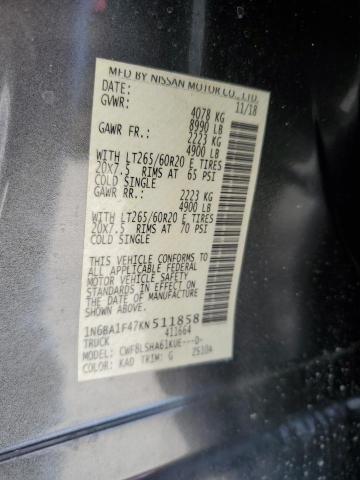 MFD BY NISSAN MOTOR CO., LTD.
DATE: 11/18
GVWR: 4078 KG
8990 LB
GAWR FR.: 2223 KG
4900 LB
WITH LT265/60R20 E TIRES
20X7.5 RIMS AT 65 PSI
COLD SINGLE
GAWR RR.: 2223 KG
4900 LB
WITH LT265/60R20 E TIRES
20X7.5 RIMS AT 70 PSI
COLD SINGLE
THIS VEHICLE CONFORMS TO
ALL APPLICABLE FEDERAL
MOTOR VEHICLE SAFETY
STANDARDS IN EFFECT ON
THE DATE OF MANUFACTURE
SHOWN ABOVE.
1N6BA1F47KN511858
TRUCK 411664
MODEL: CWFBLSHA61KUE---D-
COLOR: KAD TRIM: G ZS10A